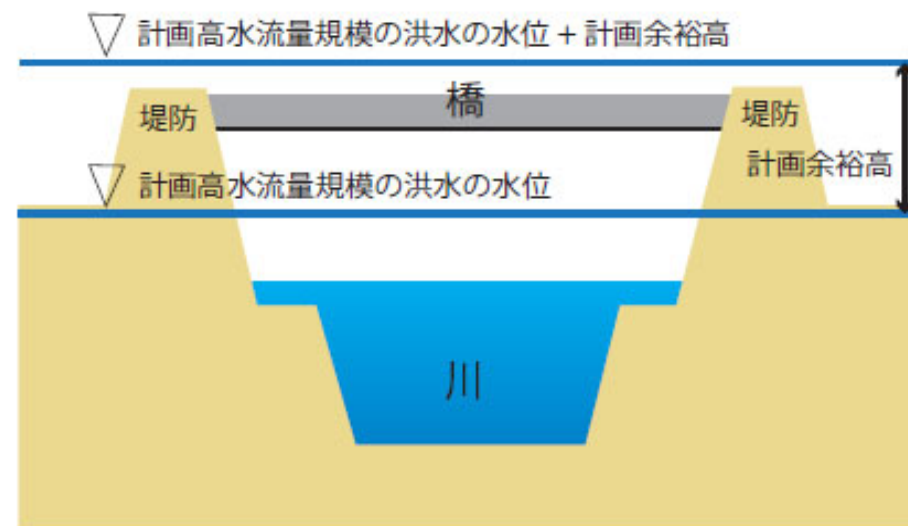 計画高水流量規模の洪水の水位 + 計画余裕高
橋
堤防
堤防
計画余裕高
計画高水流量規模の洪水の水位
川